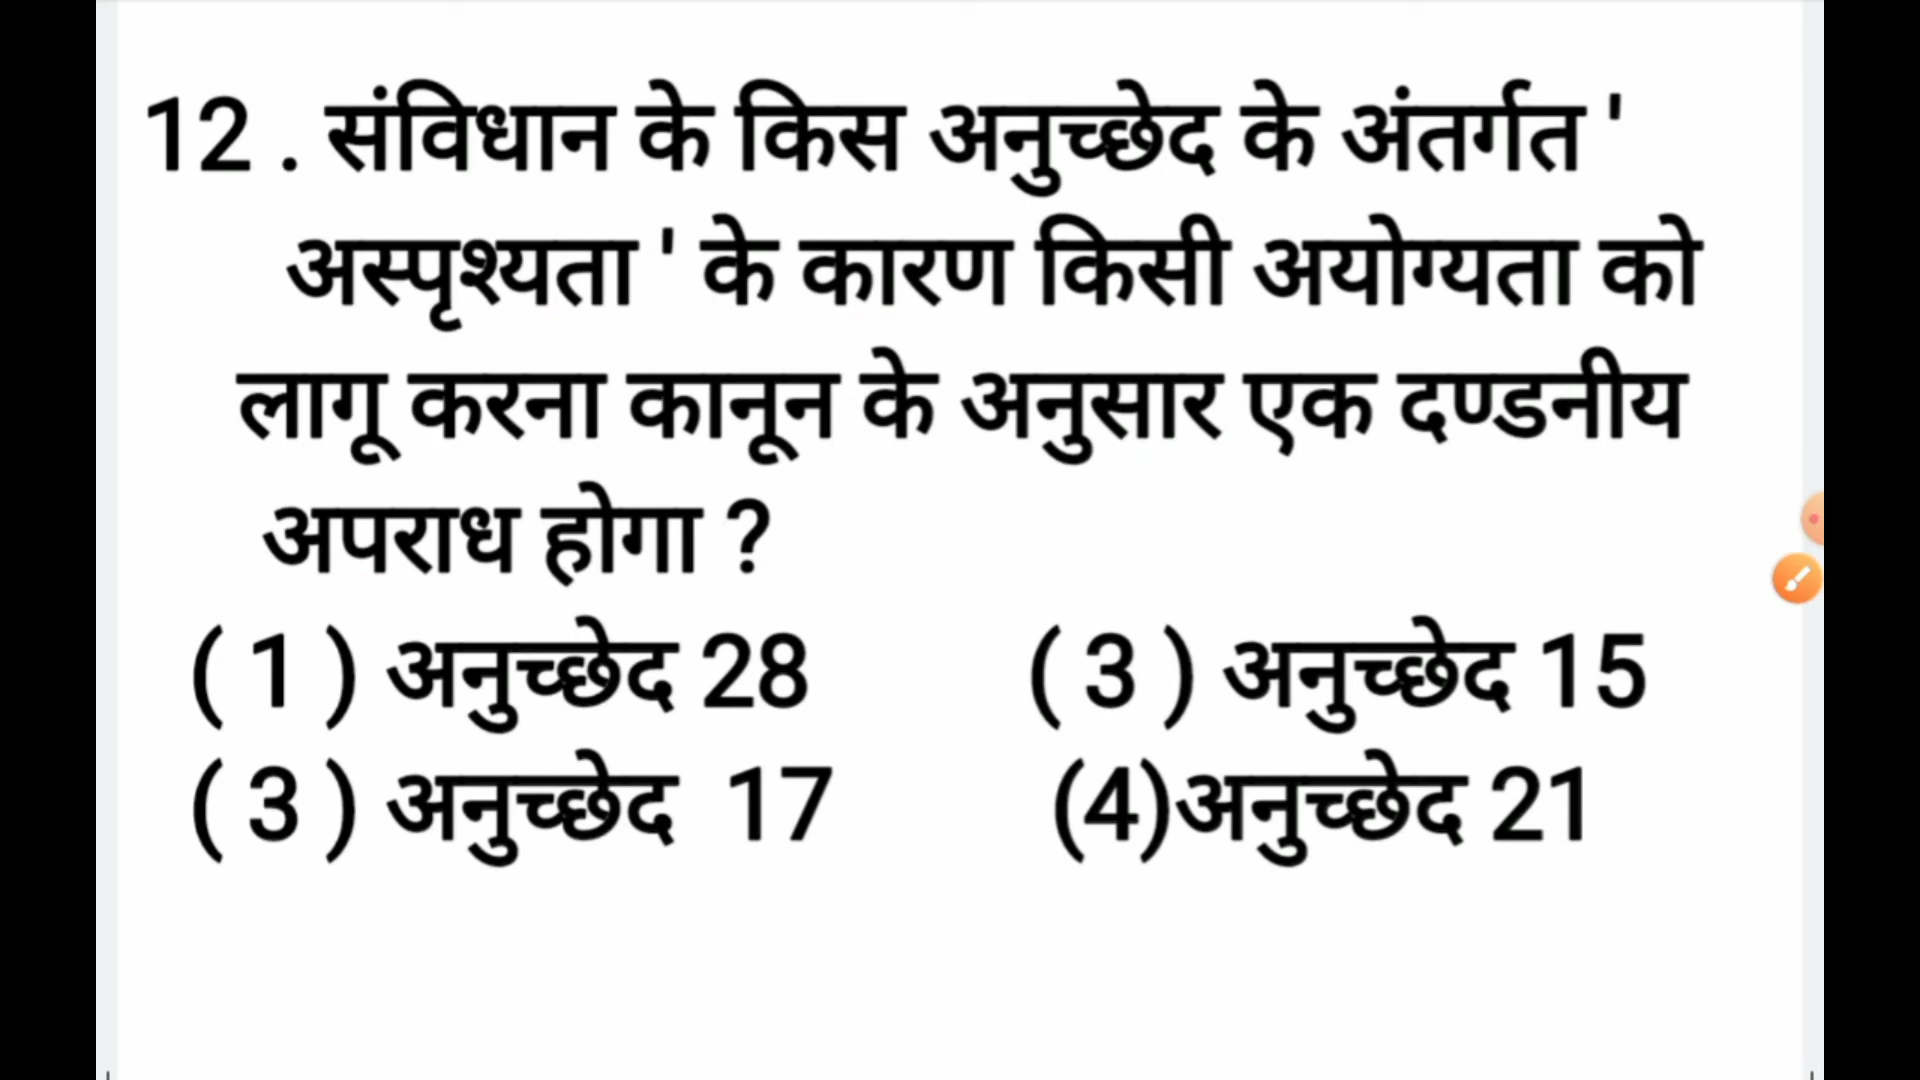 12 . संविधान के किस अनुच्छेद के अंतर्गत '
अस्पृश्यता ' के कारण किसी अयोग्यता को
लागू करना कानून के अनुसार एक दण्डनीय
अपराध होगा ?
( 1 ) अनुच्छेद 28 ( 3 ) अनुच्छेद 15
( 3 ) अनुच्छेद 17 (4)अनुच्छेद 21